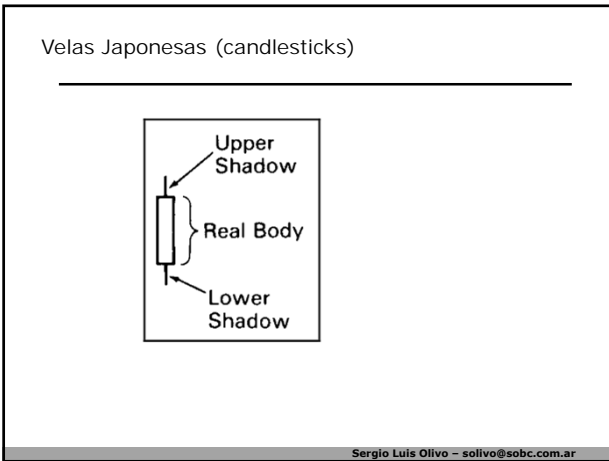 Velas Japonesas (candlesticks)
Upper
Shadow
Real Body
Lower
Shadow
Sergio Luis Olivo – solivo@sobc.com.ar